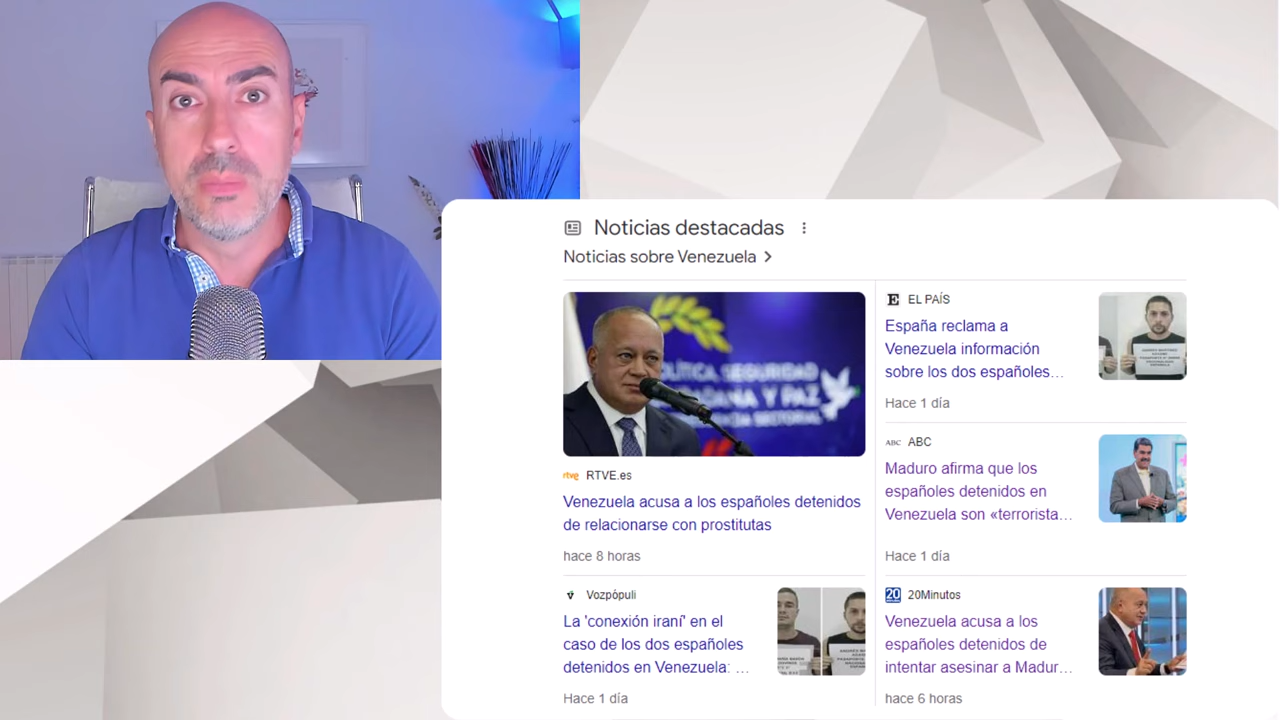 Noticias destacadas
Noticias sobre Venezuela
POLÍTICA, SEGURIDAD
CIUDADANA Y PAZ
rtve RTVE.es
Venezuela acusa a los españoles detenidos
de relacionarse con prostitutas
hace 8 horas
Vozpópuli
La 'conexión iraní' en el
caso de los dos españoles
detenidos en Venezuela: ...
Hace 1 día
E EL PAÍS
España reclama a
Venezuela información
sobre los dos españoles...
Hace 1 día
ABC ABC
Maduro afirma que los
españoles detenidos en
Venezuela son «terrorista...
Hace 1 día
20 20Minutos
Venezuela acusa a los
españoles detenidos de
intentar asesinar a Madur...
hace 6 horas